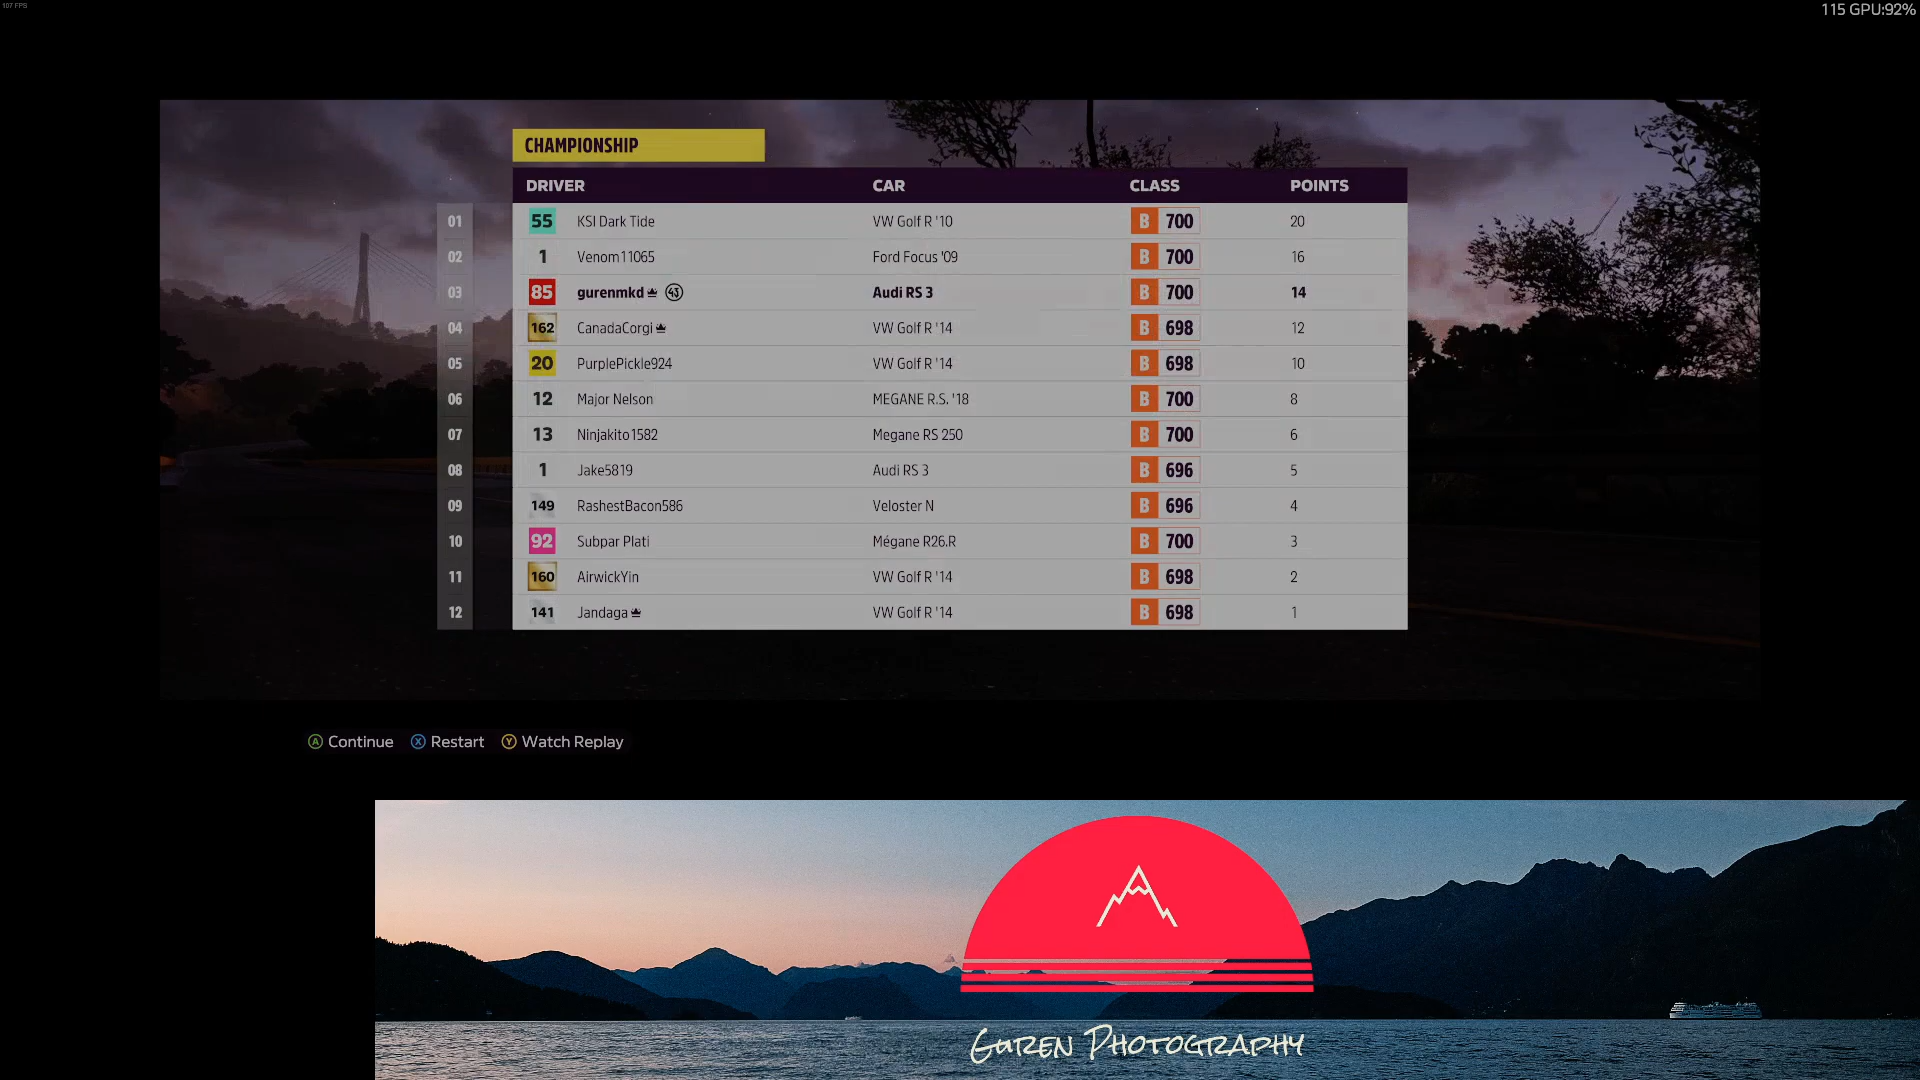 107 FPS
115 GPU:92%
CHAMPIONSHIP
DRIVER CAR CLASS POINTS
01 55 KSI Dark Tide VW Golf R '10 B 700 20
02 1 Venom11065 Ford Focus '09 B 700 16
03 85 gurenmkd 43 Audi RS 3 B 700 14
04 162 CanadaCorgi VW Golf R '14 B 698 12
05 20 PurplePickle924 VW Golf R '14 B 698 10
06 12 Major Nelson MEGANE R.S. '18 B 700 8
07 13 Ninjakito1582 Megane RS 250 B 700 6
08 1 Jake5819 Audi RS 3 B 696 5
09 149 RashestBacon586 Veloster N B 696 4
10 92 Subpar Plati Mégane R26.R B 700 3
11 160 AirwickYin VW Golf R '14 B 698 2
12 141 Jandaga VW Golf R '14 B 698 1
A Continue X Restart Y Watch Replay
Guren Photography